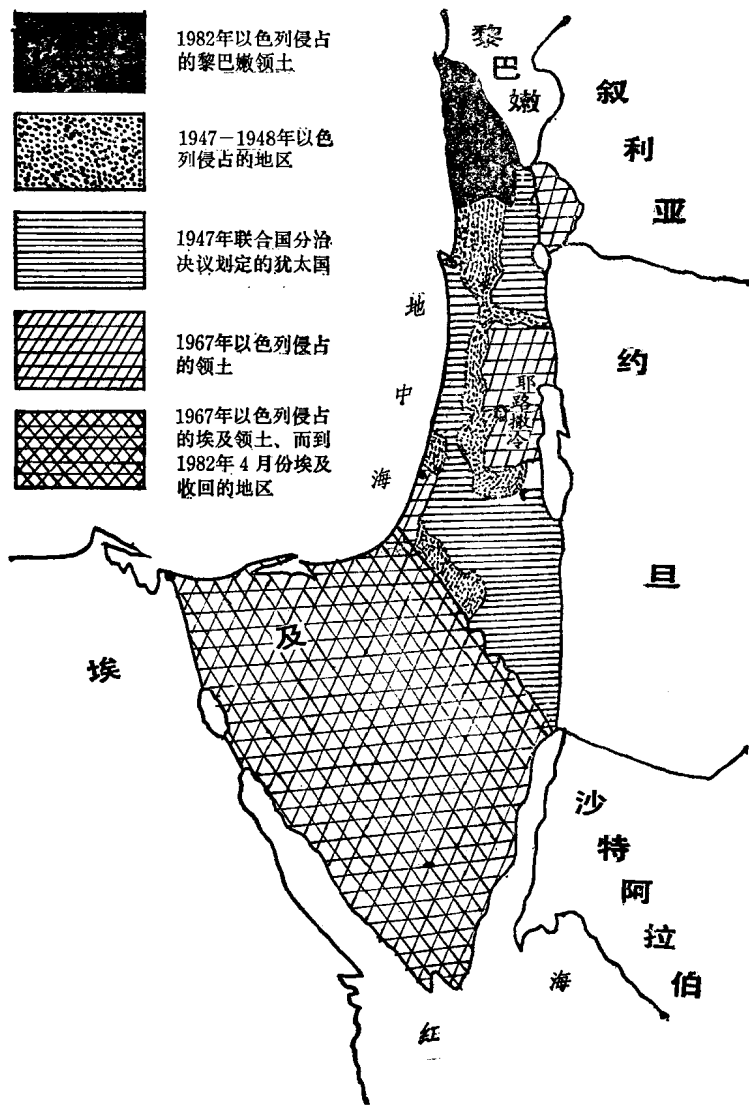 1982年以色列侵占
的黎巴嫩领土
1947－1948年以色
列侵占的地区
1947年联合国分治
决议划定的犹太国
1967年以色列侵占
的领土
1967年以色列侵占
的埃及领土、而到
1982年4月份埃及
收回的地区
黎巴嫩
叙利亚
地中海
约旦
耶路撒冷
埃及
沙特阿拉伯
红海